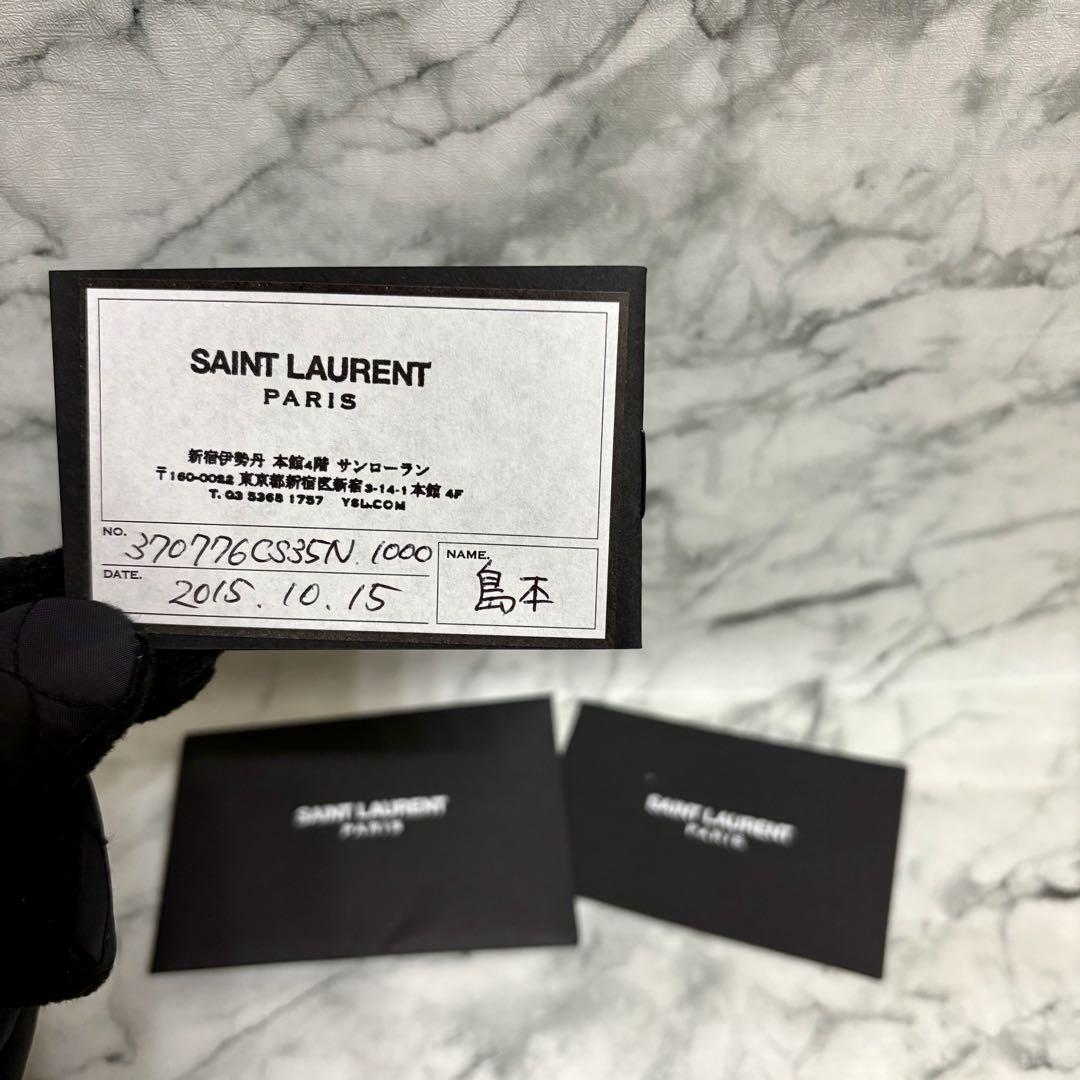 SAINT LAURENT
PARIS
新宿伊勢丹 本館4階 サンローラン
〒160-0022 東京都新宿区新宿3-14-1 本館 4F
T. 03 5368 1757 YSL.COM
NO. 370776CS35N.1000
DATE. 2015.10.15
NAME. 島本
SAINT LAURENT
PARIS
SAINT LAURENT
PARIS